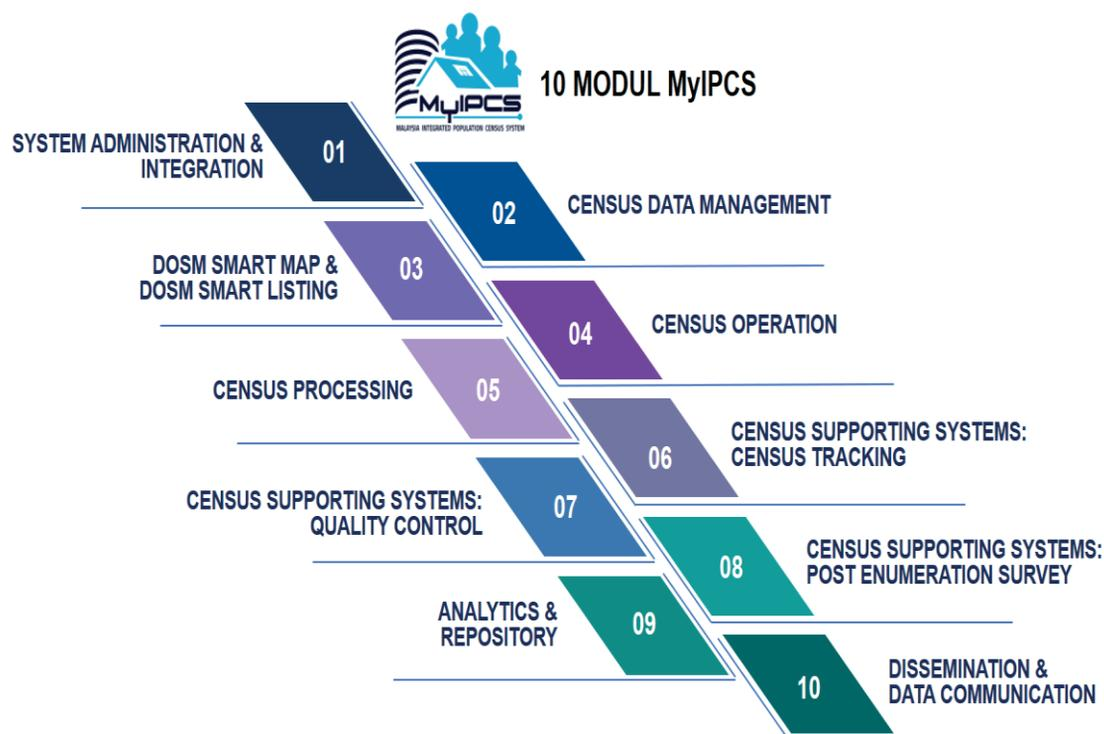 MyIPCS
MALAYSIA INTEGRATED POPULATION CENSUS SYSTEM
10 MODUL MyIPCS
01
SYSTEM ADMINISTRATION &
INTEGRATION
02
CENSUS DATA MANAGEMENT
03
DOSM SMART MAP &
DOSM SMART LISTING
04
CENSUS OPERATION
05
CENSUS PROCESSING
06
CENSUS SUPPORTING SYSTEMS:
CENSUS TRACKING
07
CENSUS SUPPORTING SYSTEMS:
QUALITY CONTROL
08
CENSUS SUPPORTING SYSTEMS:
POST ENUMERATION SURVEY
09
ANALYTICS &
REPOSITORY
10
DISSEMINATION &
DATA COMMUNICATION